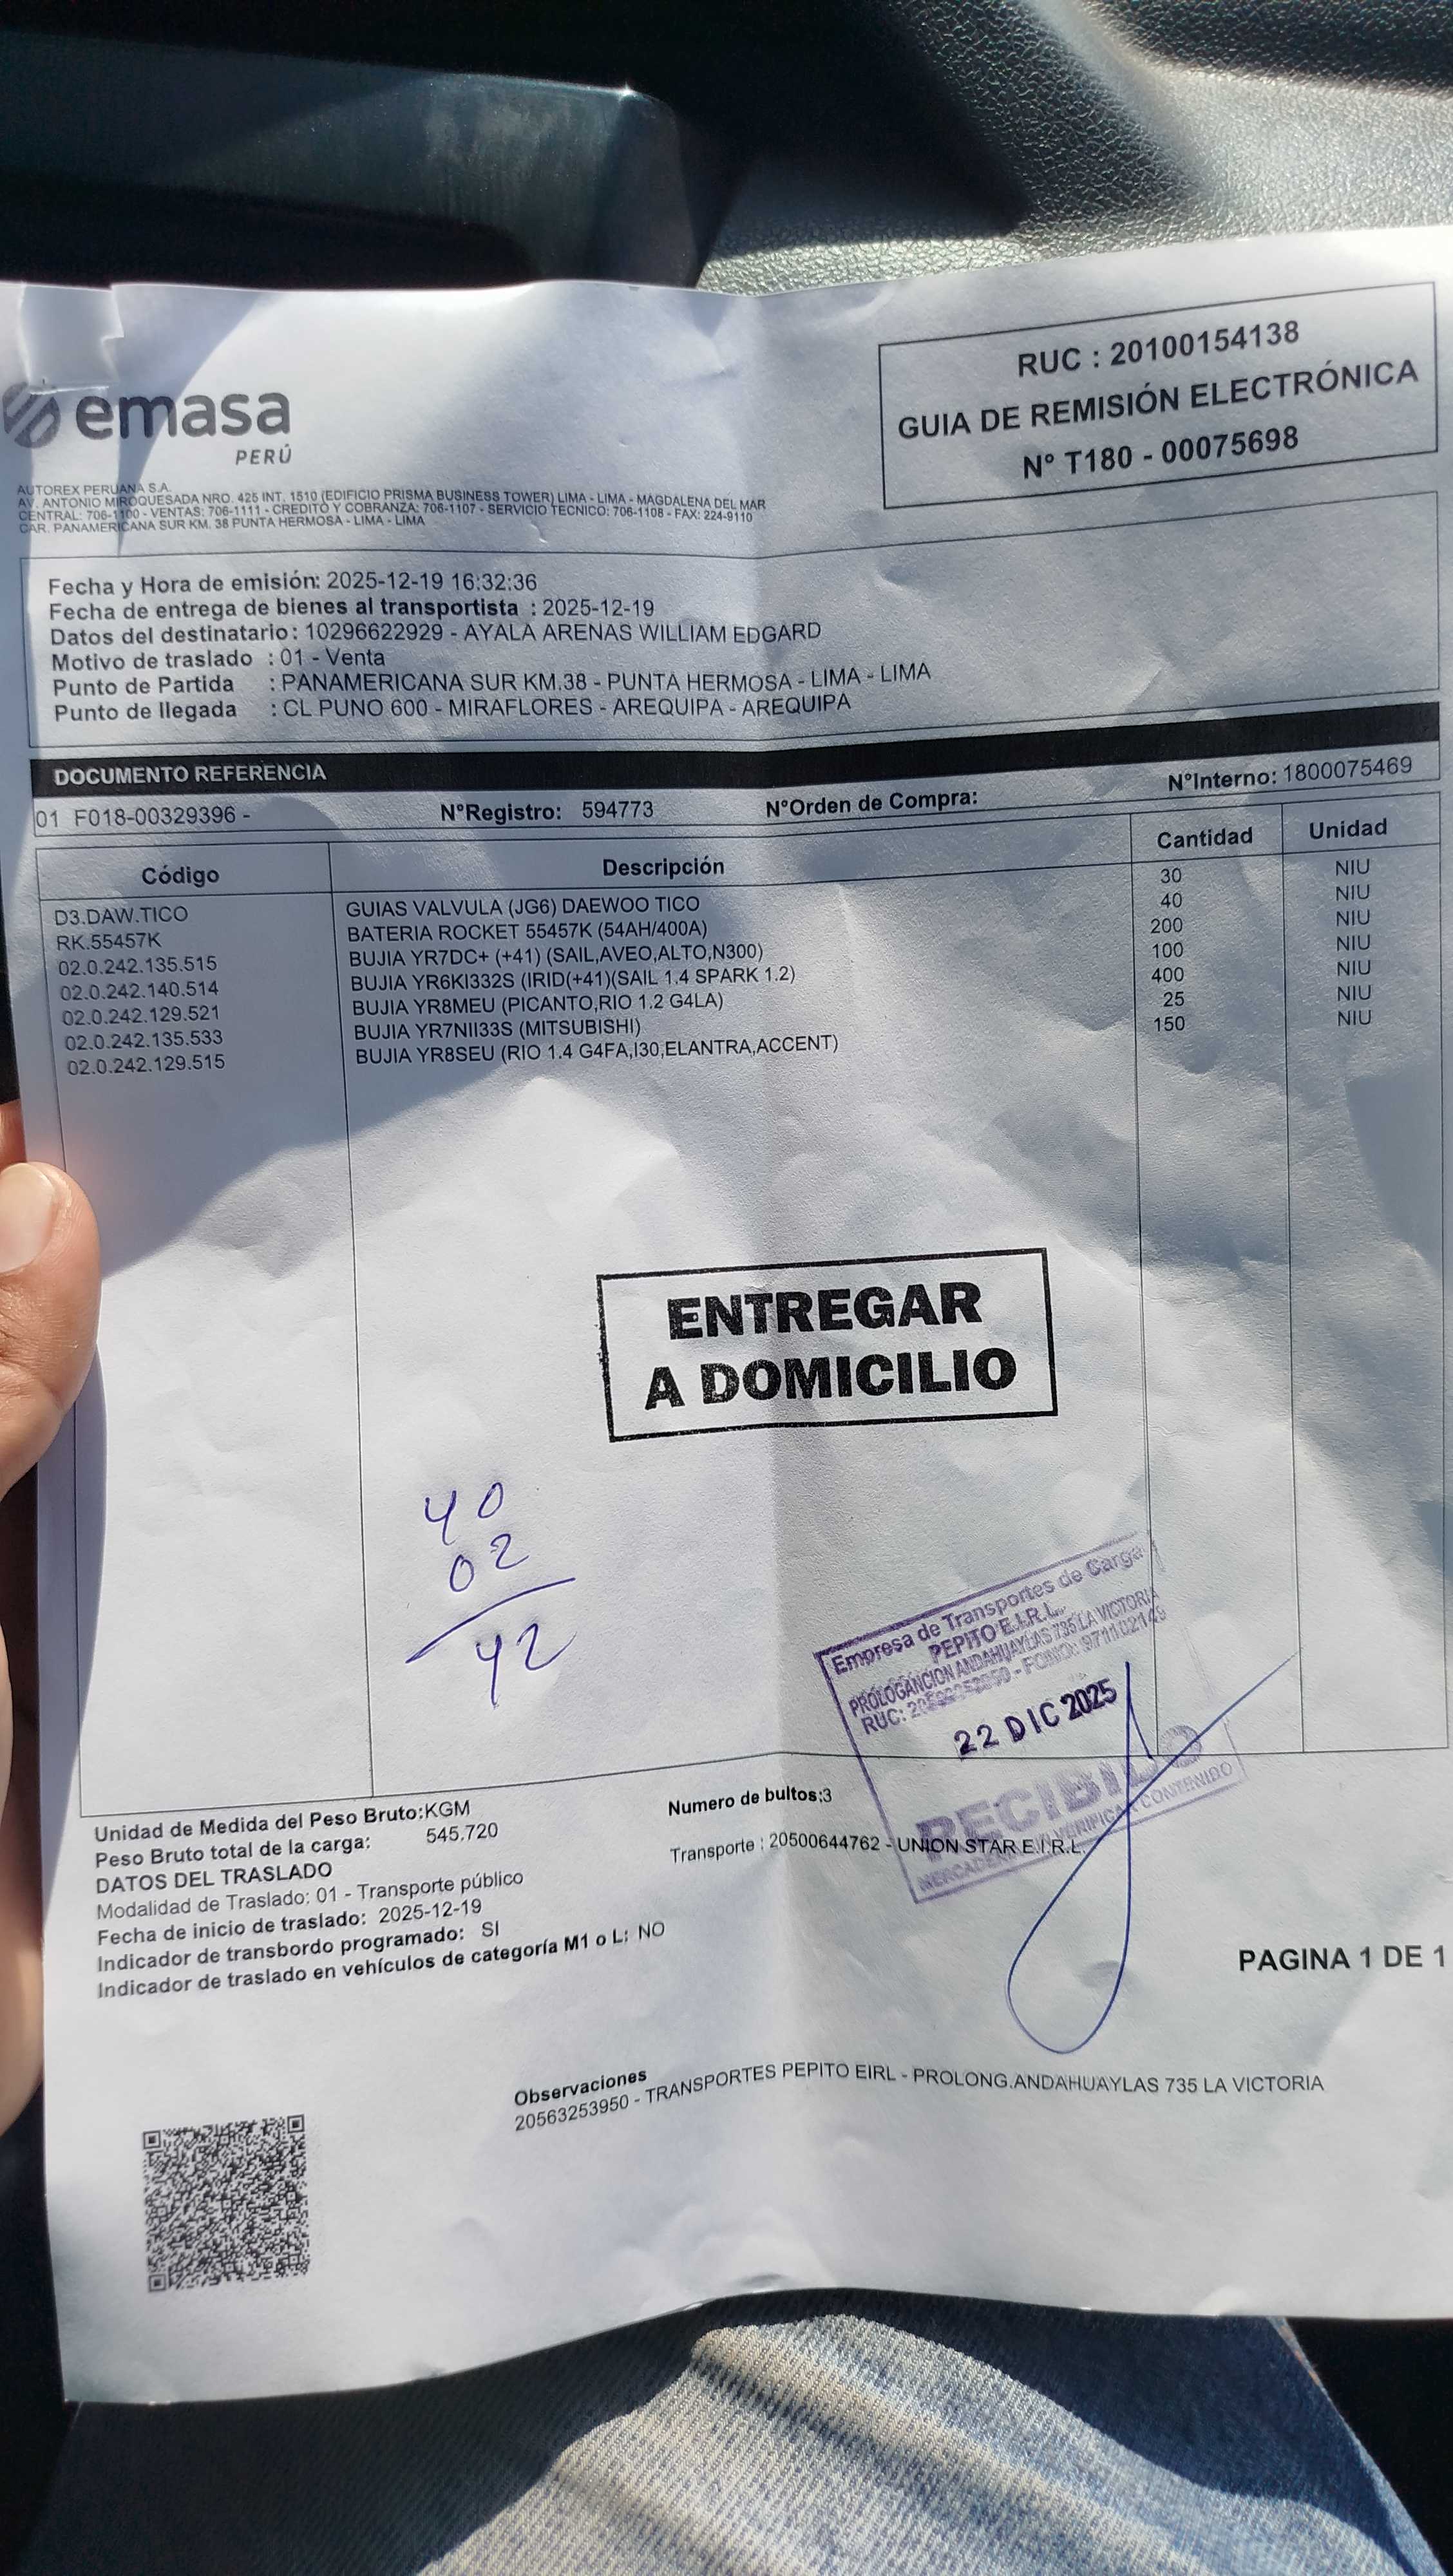 emasa
PERÚ
RUC : 20100154138
GUIA DE REMISIÓN ELECTRÓNICA
N° T180 - 00075698
AUTOREX PERUANA S.A.
AV. ANTONIO MIROQUESADA NRO. 425 INT. 1510 (EDIFICIO PRISMA BUSINESS TOWER) LIMA - LIMA - MAGDALENA DEL MAR
CENTRAL: 706-1100 - VENTAS: 706-1111 - CREDITO Y COBRANZA: 706-1107 - SERVICIO TECNICO: 706-1108 - FAX: 224-9110
CAR. PANAMERICANA SUR KM. 38 PUNTA HERMOSA - LIMA - LIMA
Fecha y Hora de emisión: 2025-12-19 16:32:36
Fecha de entrega de bienes al transportista : 2025-12-19
Datos del destinatario : 10296622929 - AYALA ARENAS WILLIAM EDGARD
Motivo de traslado : 01 - Venta
Punto de Partida : PANAMERICANA SUR KM.38 - PUNTA HERMOSA - LIMA - LIMA
Punto de llegada : CL.PUNO 600 - MIRAFLORES - AREQUIPA - AREQUIPA
DOCUMENTO REFERENCIA
01 F018-00329396 - N°Registro: 594773 N°Orden de Compra: N°Interno: 1800075469
Código Descripción Cantidad Unidad
D3.DAW.TICO GUIAS VALVULA (JG6) DAEWOO TICO 30 NIU
RK.55457K BATERIA ROCKET 55457K (54AH/400A) 40 NIU
02.0.242.135.515 BUJIA YR7DC+ (+41) (SAIL,AVEO,ALTO,N300) 200 NIU
02.0.242.140.514 BUJIA YR6KI332S (IRID(+41)(SAIL 1.4 SPARK 1.2) 100 NIU
02.0.242.129.521 BUJIA YR8MEU (PICANTO,RIO 1.2 G4LA) 400 NIU
02.0.242.135.533 BUJIA YR7NII33S (MITSUBISHI) 25 NIU
02.0.242.129.515 BUJIA YR8SEU (RIO 1.4 G4FA,I30,ELANTRA,ACCENT) 150 NIU
ENTREGAR
A DOMICILIO
40
02
42
Empresa de Transportes de Carga
PEPITO E.I.R.L.
PROLOGANCION ANDAHUAYLAS 735 LA VICTORIA
RUC: - FONO:
22 DIC 2025
RECIBIDO
VERIFICAR CONTENIDO
Unidad de Medida del Peso Bruto: KGM
Peso Bruto total de la carga: 545.720
DATOS DEL TRASLADO
Modalidad de Traslado: 01 - Transporte público
Fecha de inicio de traslado: 2025-12-19
Indicador de transbordo programado: SI
Indicador de traslado en vehículos de categoría M1 o L: NO
Numero de bultos:3
Transporte : 20500644762 - UNION STAR E.I.R.L.
PAGINA 1 DE 1
Observaciones
20563253950 - TRANSPORTES PEPITO EIRL - PROLONG.ANDAHUAYLAS 735 LA VICTORIA